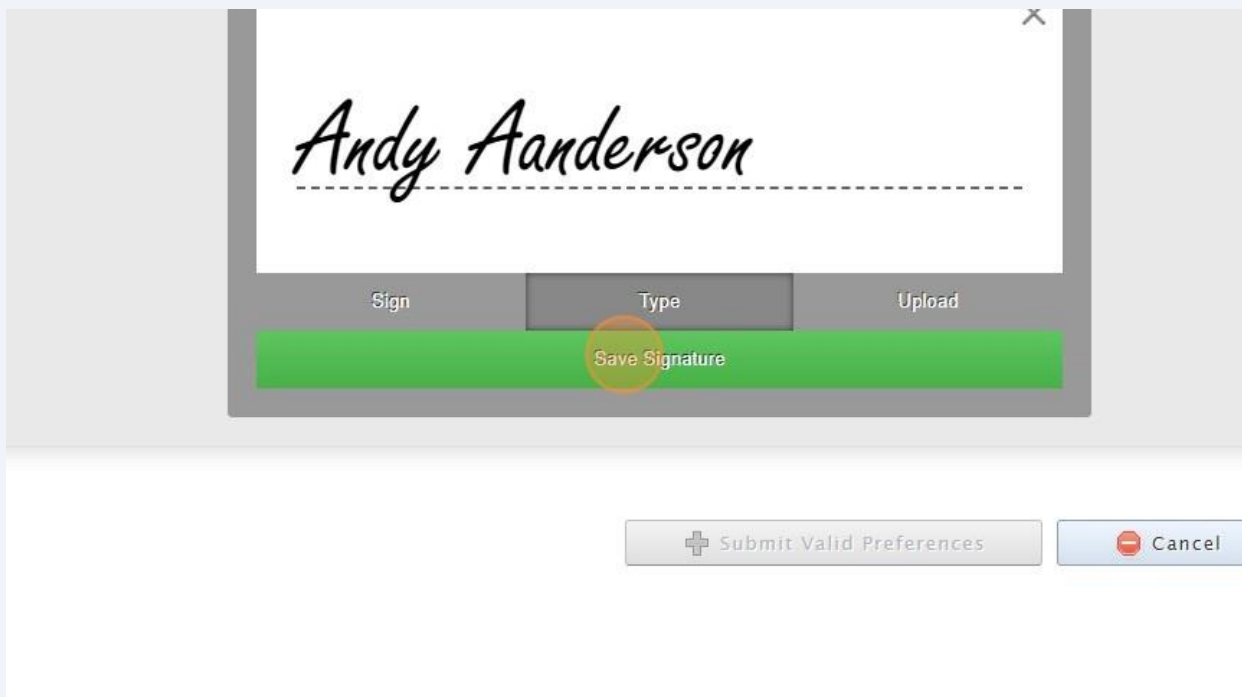 Andy Aanderson
Sign Type Upload
Save Signature
Submit Valid Preferences Cancel